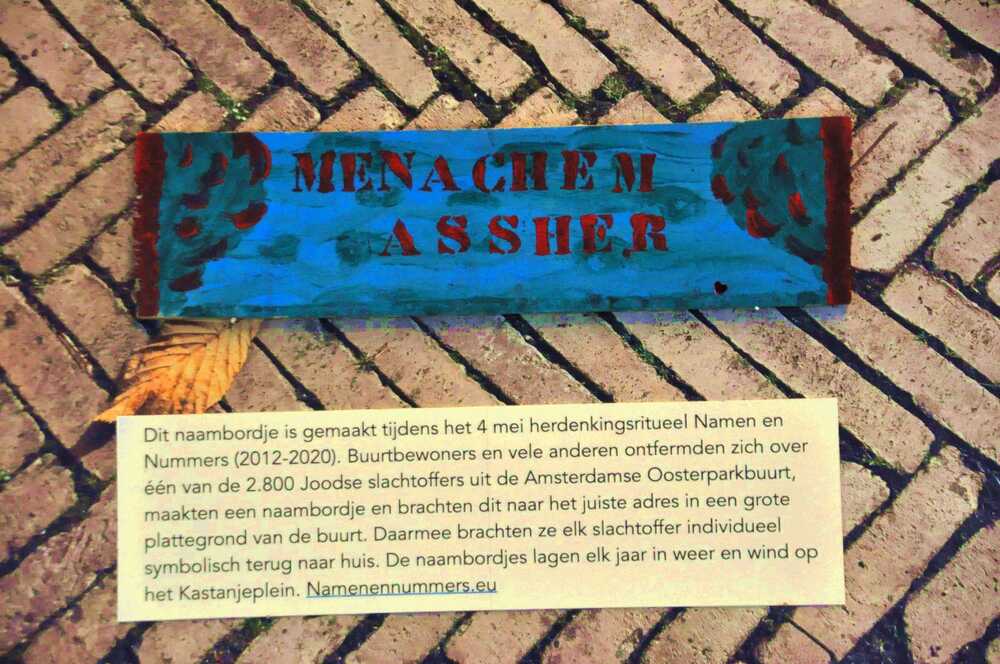 MENACHEM
ASSHER
Dit naambordje is gemaakt tijdens het 4 mei herdenkingsritueel Namen en
Nummers (2012-2020). Buurtbewoners en vele anderen ontfermden zich over
één van de 2.800 Joodse slachtoffers uit de Amsterdamse Oosterparkbuurt,
maakten een naambordje en brachten dit naar het juiste adres in een grote
plattegrond van de buurt. Daarmee brachten ze elk slachtoffer individueel
symbolisch terug naar huis. De naambordjes lagen elk jaar in weer en wind op
het Kastanjeplein. Namenennummers.eu